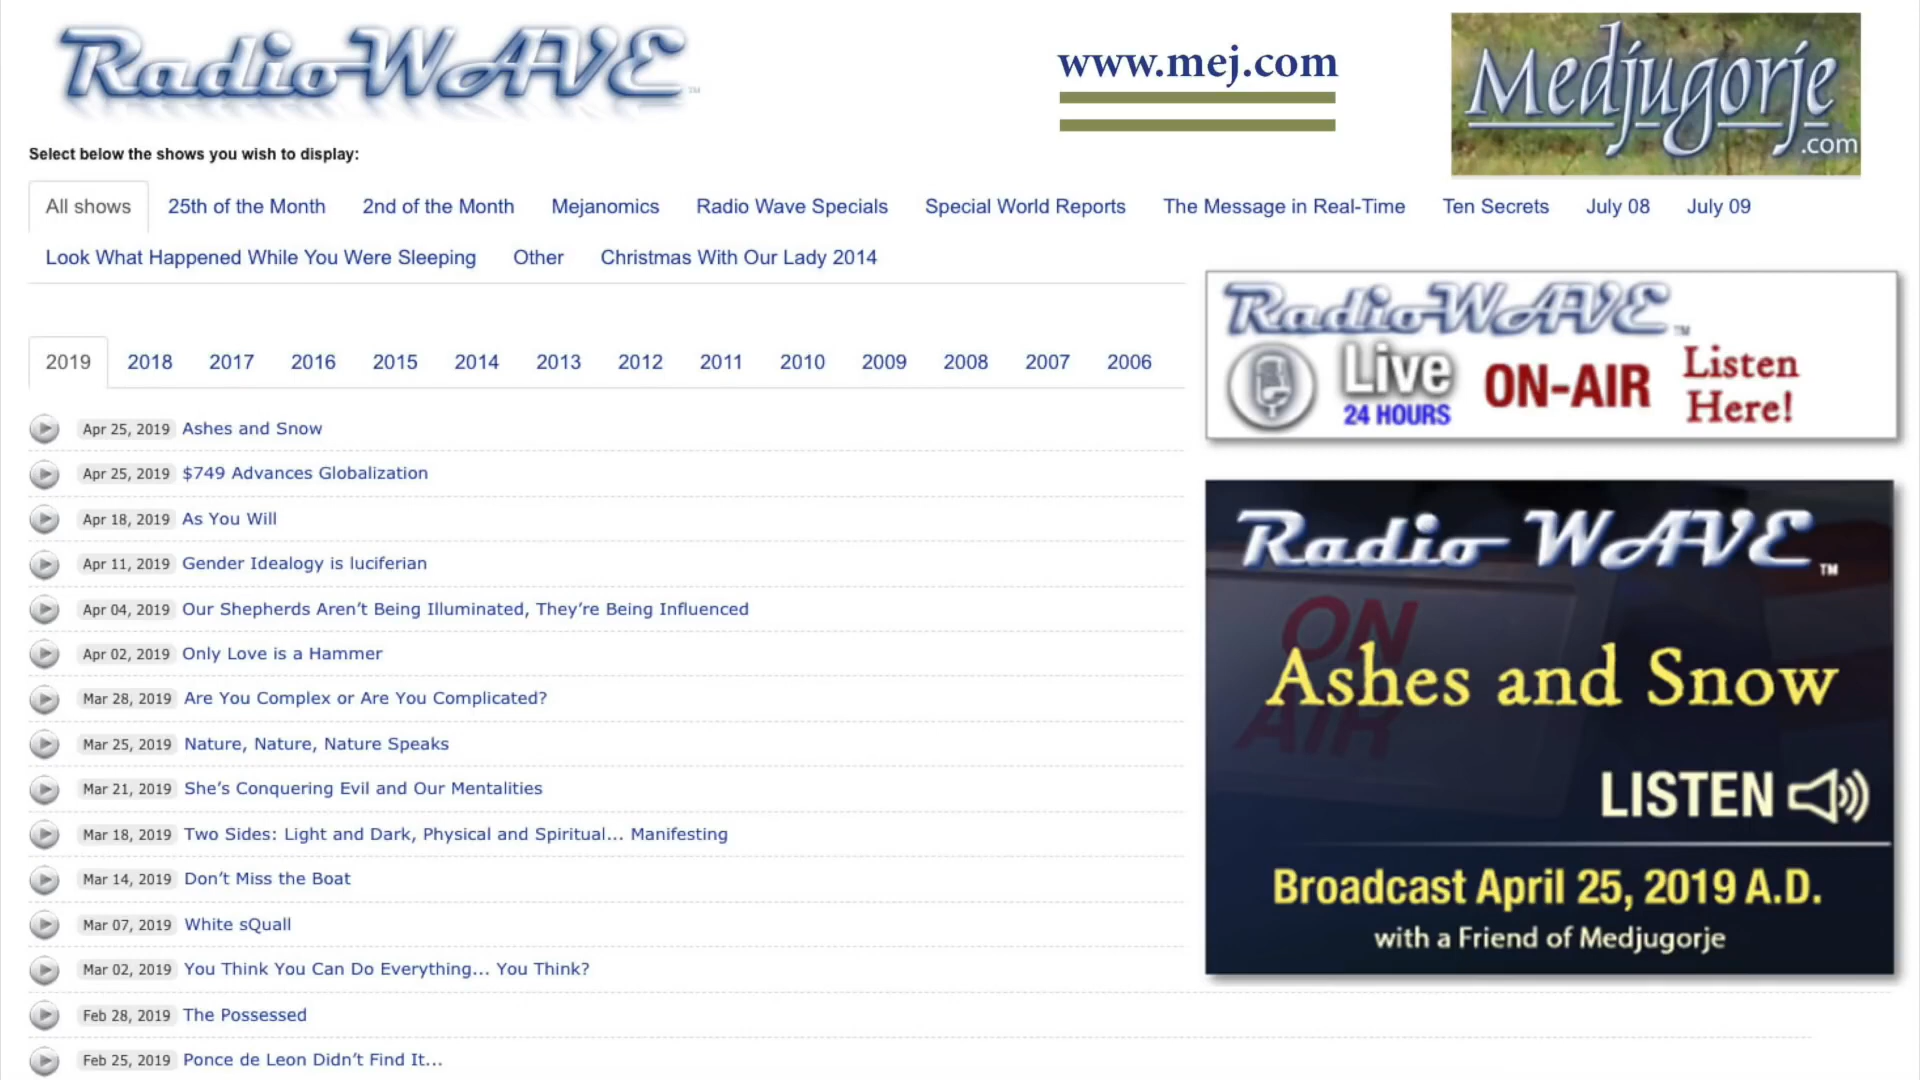 RadioWAVE™
www.mej.com
Medjugorje
.com
Select below the shows you wish to display:
All shows 25th of the Month 2nd of the Month Mejanomics Radio Wave Specials Special World Reports The Message in Real-Time Ten Secrets July 08 July 09
Look What Happened While You Were Sleeping Other Christmas With Our Lady 2014
2019 2018 2017 2016 2015 2014 2013 2012 2011 2010 2009 2008 2007 2006
Apr 25, 2019 Ashes and Snow
Apr 25, 2019 $749 Advances Globalization
Apr 18, 2019 As You Will
Apr 11, 2019 Gender Idealogy is luciferian
Apr 04, 2019 Our Shepherds Aren’t Being Illuminated, They’re Being Influenced
Apr 02, 2019 Only Love is a Hammer
Mar 28, 2019 Are You Complex or Are You Complicated?
Mar 25, 2019 Nature, Nature, Nature Speaks
Mar 21, 2019 She’s Conquering Evil and Our Mentalities
Mar 18, 2019 Two Sides: Light and Dark, Physical and Spiritual... Manifesting
Mar 14, 2019 Don’t Miss the Boat
Mar 07, 2019 White sQuall
Mar 02, 2019 You Think You Can Do Everything... You Think?
Feb 28, 2019 The Possessed
Feb 25, 2019 Ponce de Leon Didn’t Find It...
RadioWAVE™
Live
24 HOURS
ON-AIR
Listen
Here!
Radio WAVE™
ON
AIR
Ashes and Snow
LISTEN
Broadcast April 25, 2019 A.D.
with a Friend of Medjugorje